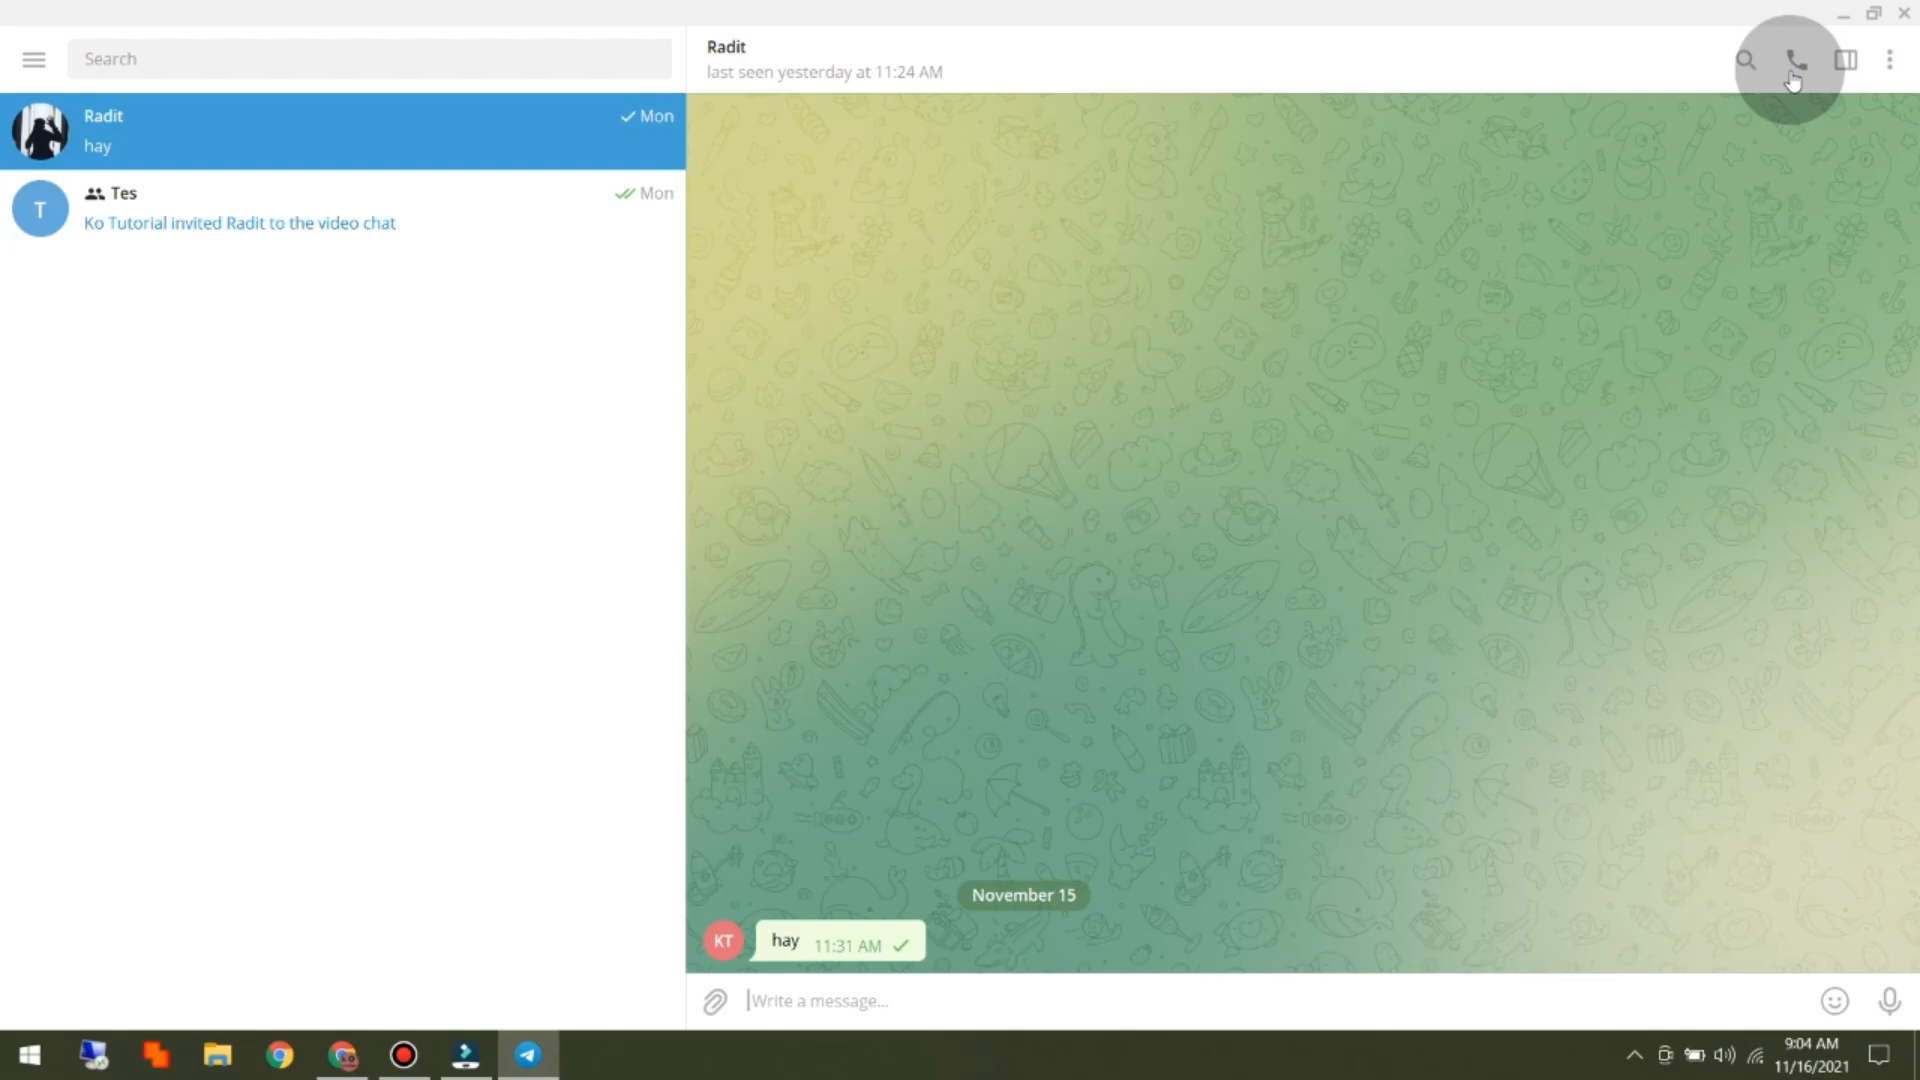 Search
Radit
Mon
hay
T
Tes
Mon
Ko Tutorial invited Radit to the video chat
Radit
last seen yesterday at 11:24 AM
November 15
KT
hay 11:31 AM
Write a message...
9:04 AM
11/16/2021